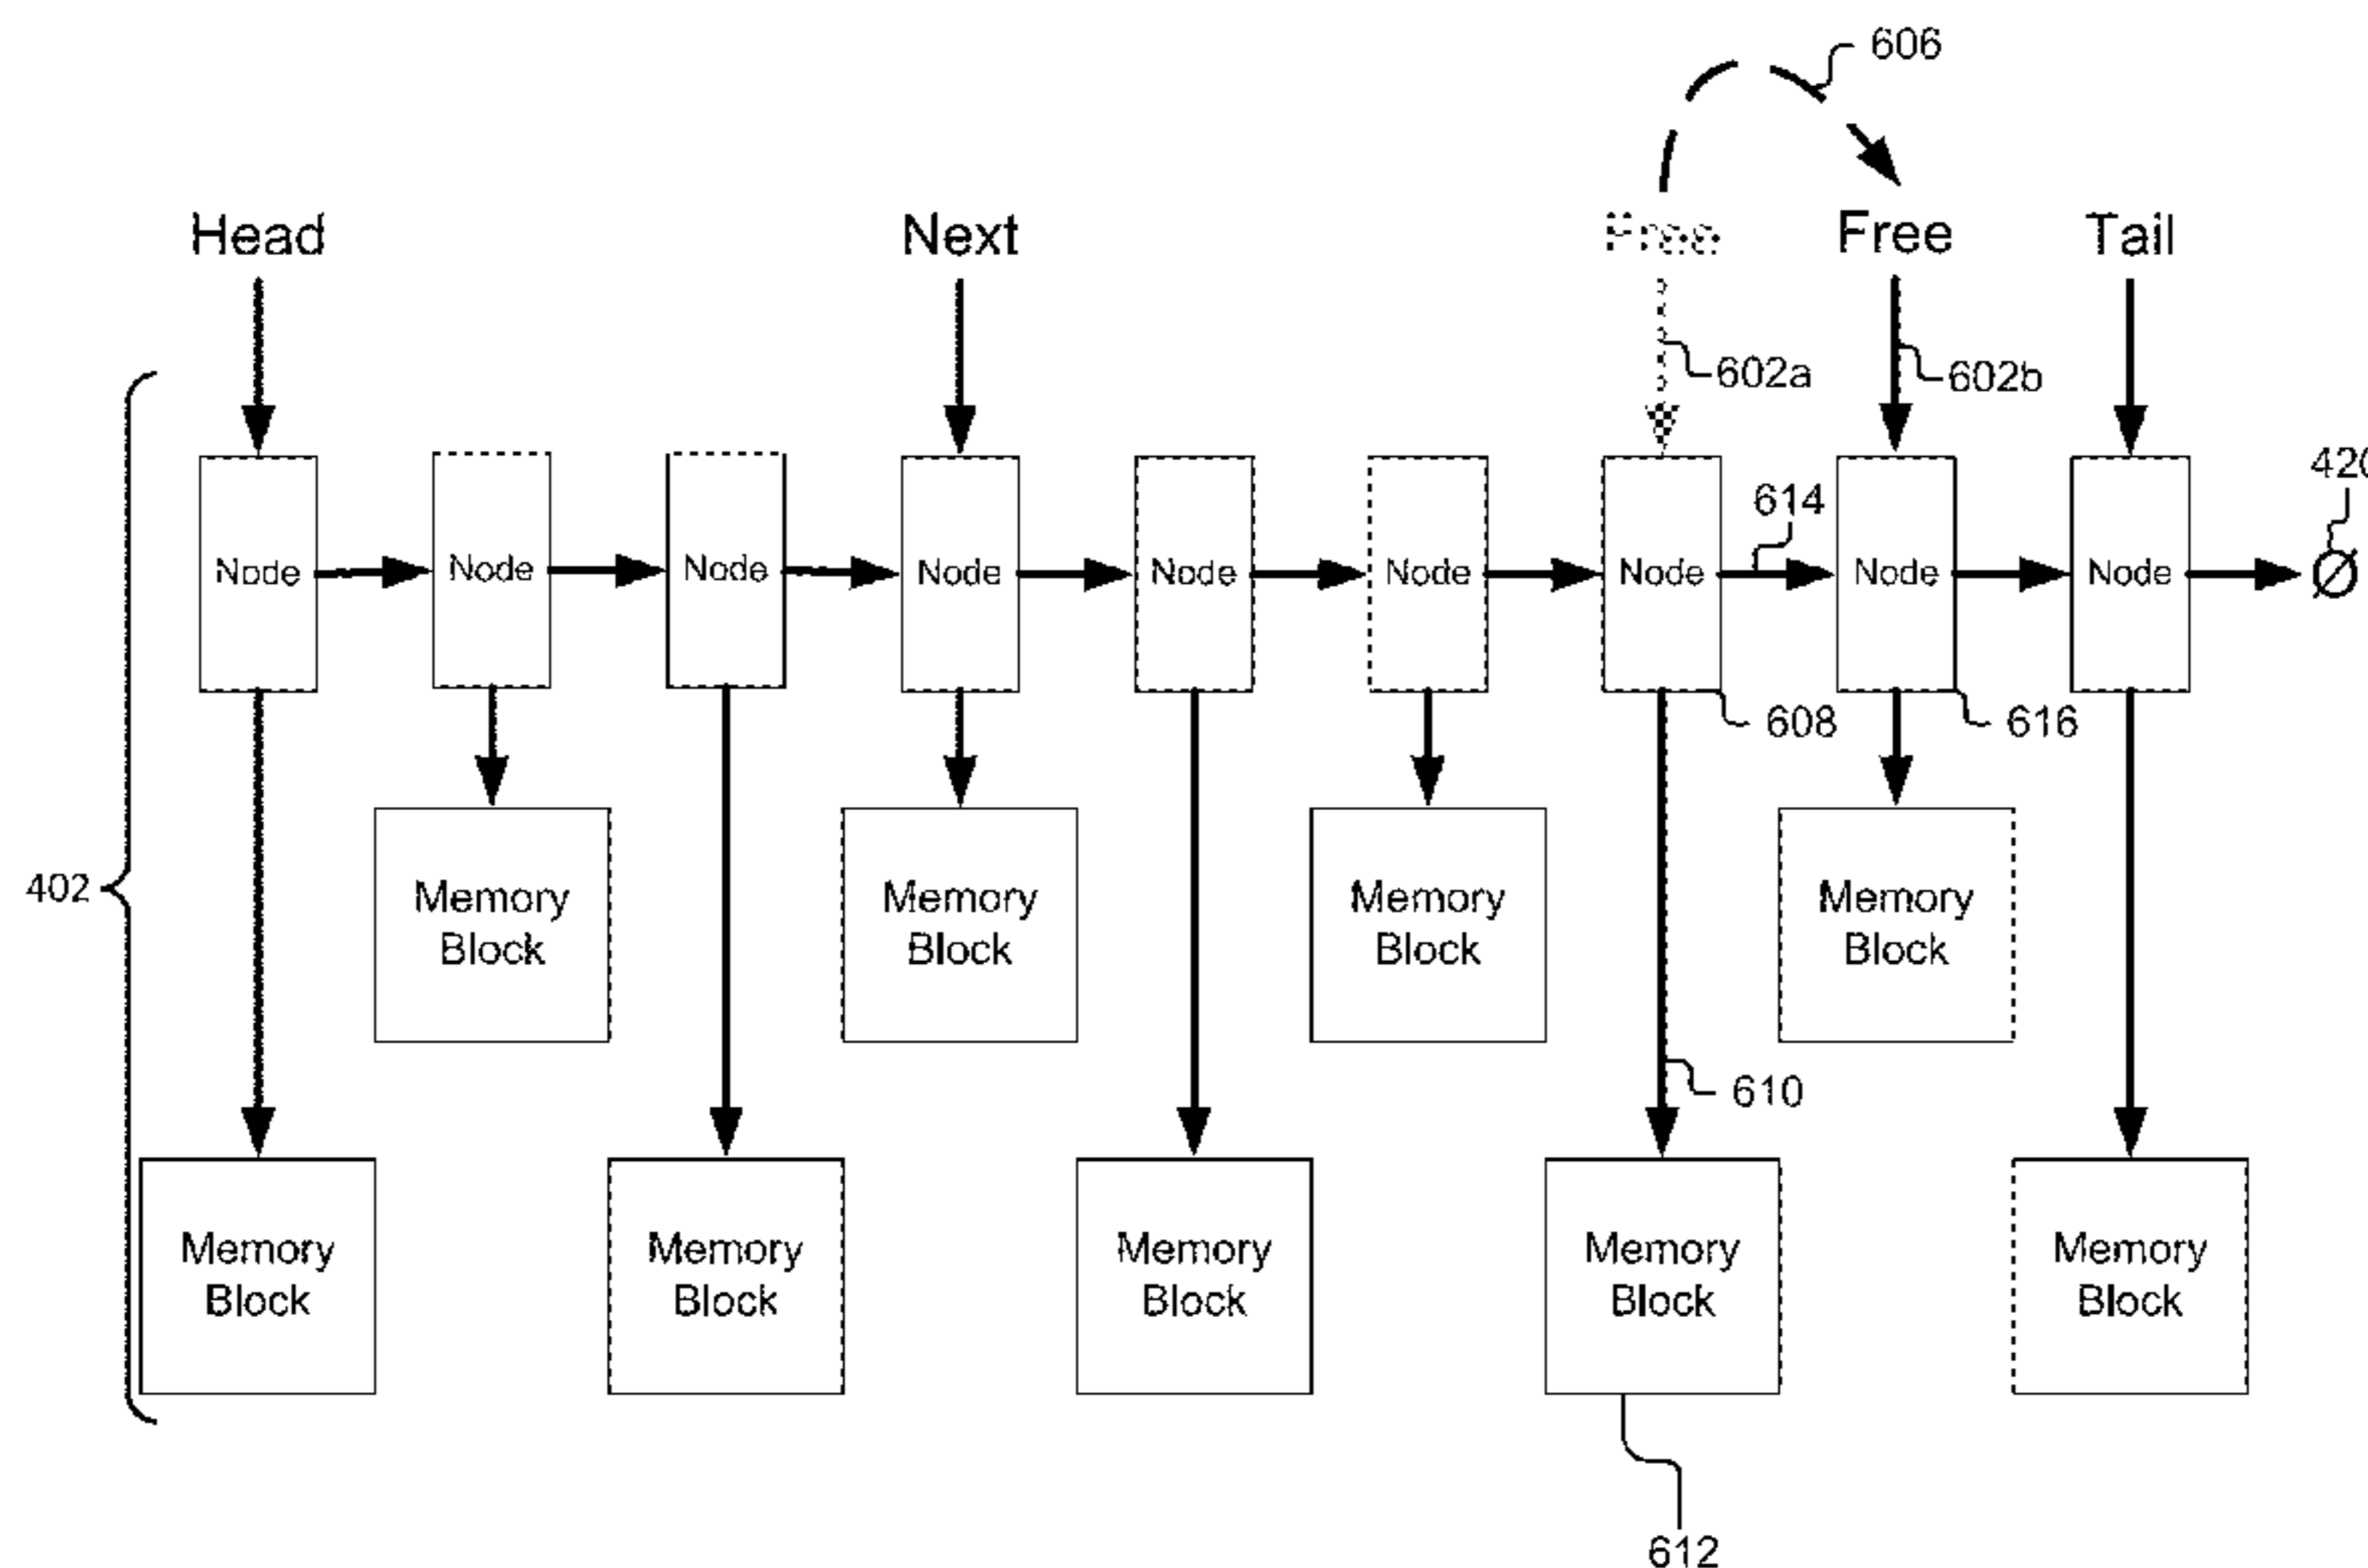 606
Head
Next
Free
Free
Tail
602a
602b
420
614
Node
Node
Node
Node
Node
Node
Node
Node
Node
608
616
402
Memory
Block
Memory
Block
Memory
Block
Memory
Block
610
Memory
Block
Memory
Block
Memory
Block
Memory
Block
Memory
Block
612